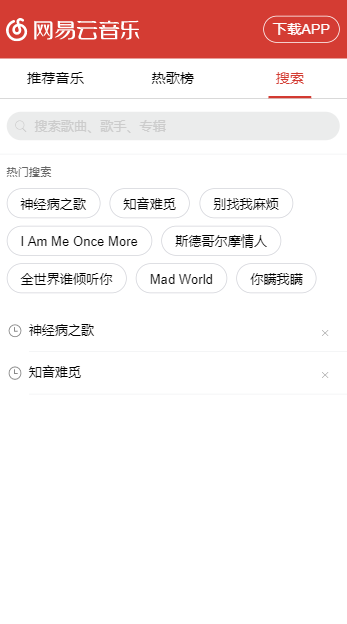 网易云音乐 下载APP
推荐音乐 热歌榜 搜索
搜索歌曲、歌手、专辑
热门搜索
神经病之歌 知音难觅 别找我麻烦
I Am Me Once More 斯德哥尔摩情人
全世界谁倾听你 Mad World 你瞒我瞒
神经病之歌
知音难觅